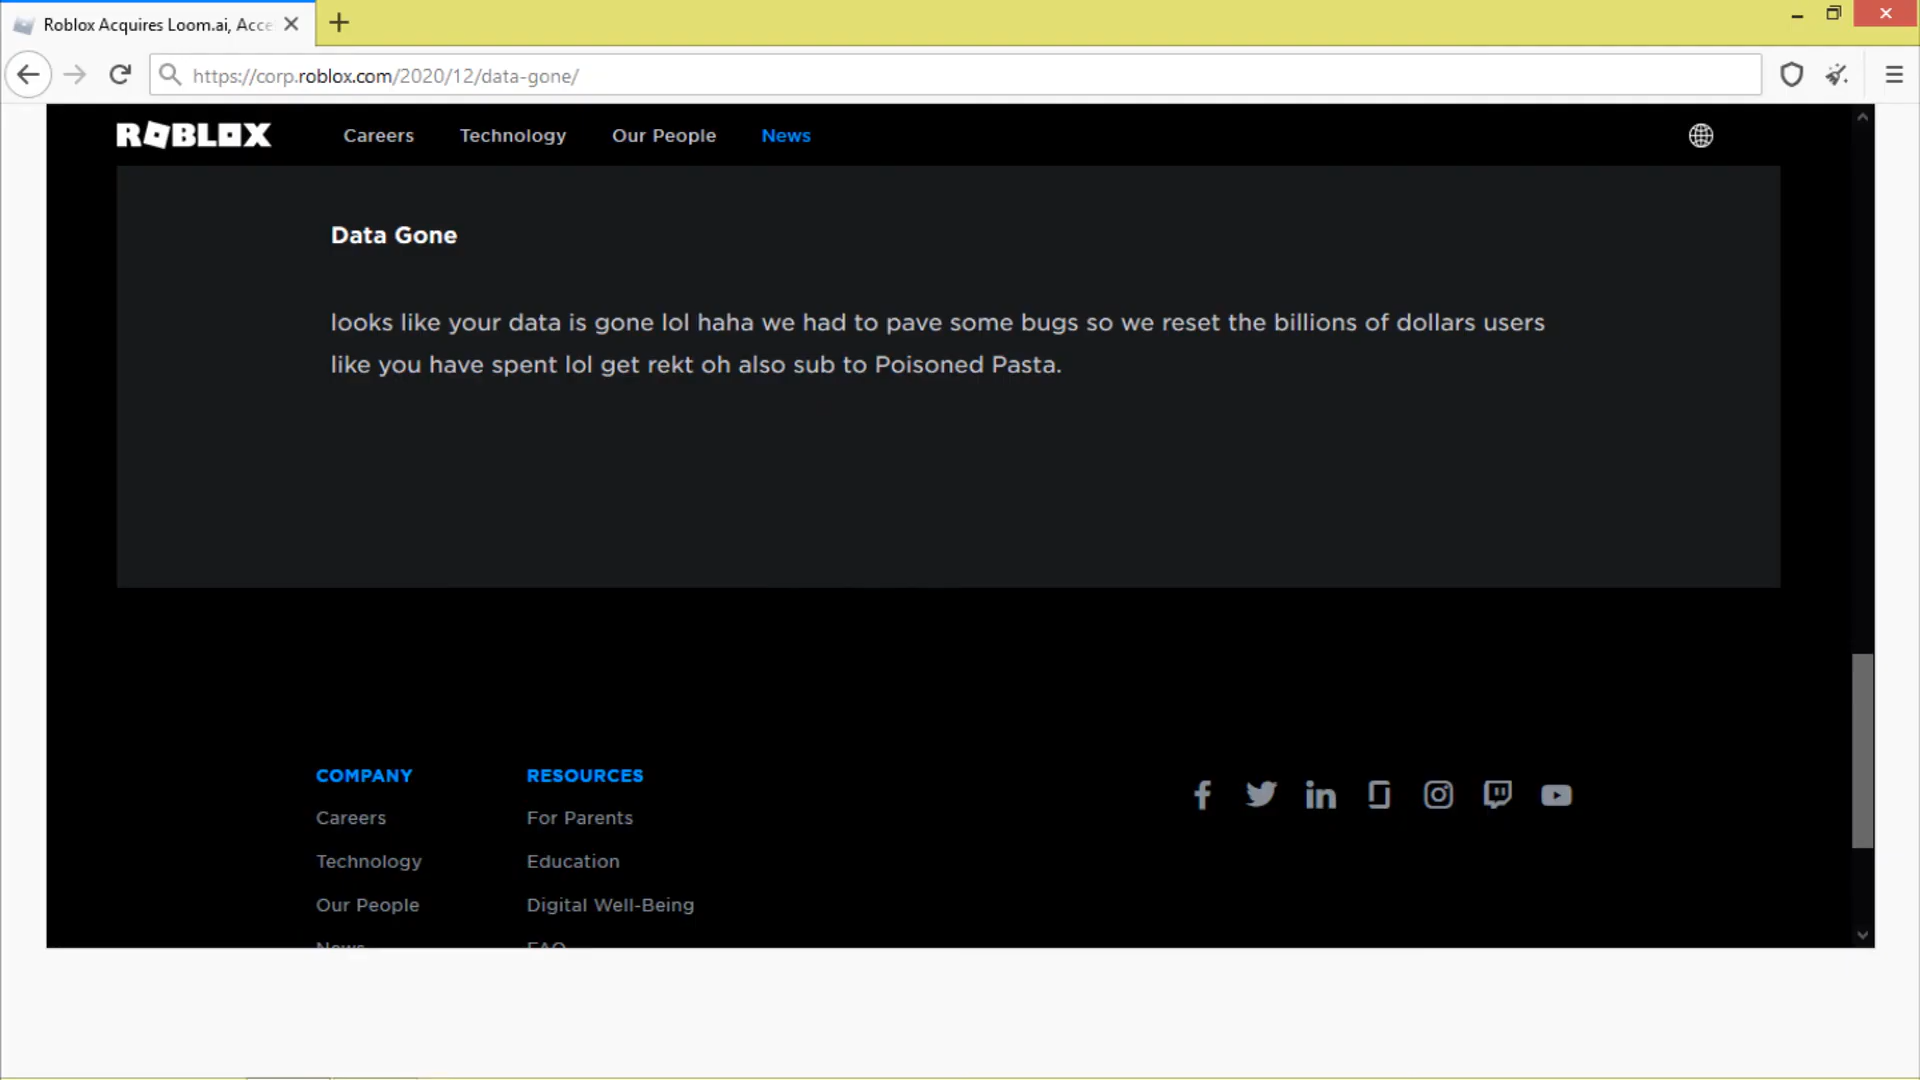 Roblox Acquires Loom.ai, Acce
https://corp.roblox.com/2020/12/data-gone/
ROBLOX Careers Technology Our People News
Data Gone
looks like your data is gone lol haha we had to pave some bugs so we reset the billions of dollars users
like you have spent lol get rekt oh also sub to Poisoned Pasta.
COMPANY RESOURCES
Careers For Parents
Technology Education
Our People Digital Well-Being
News FAQ